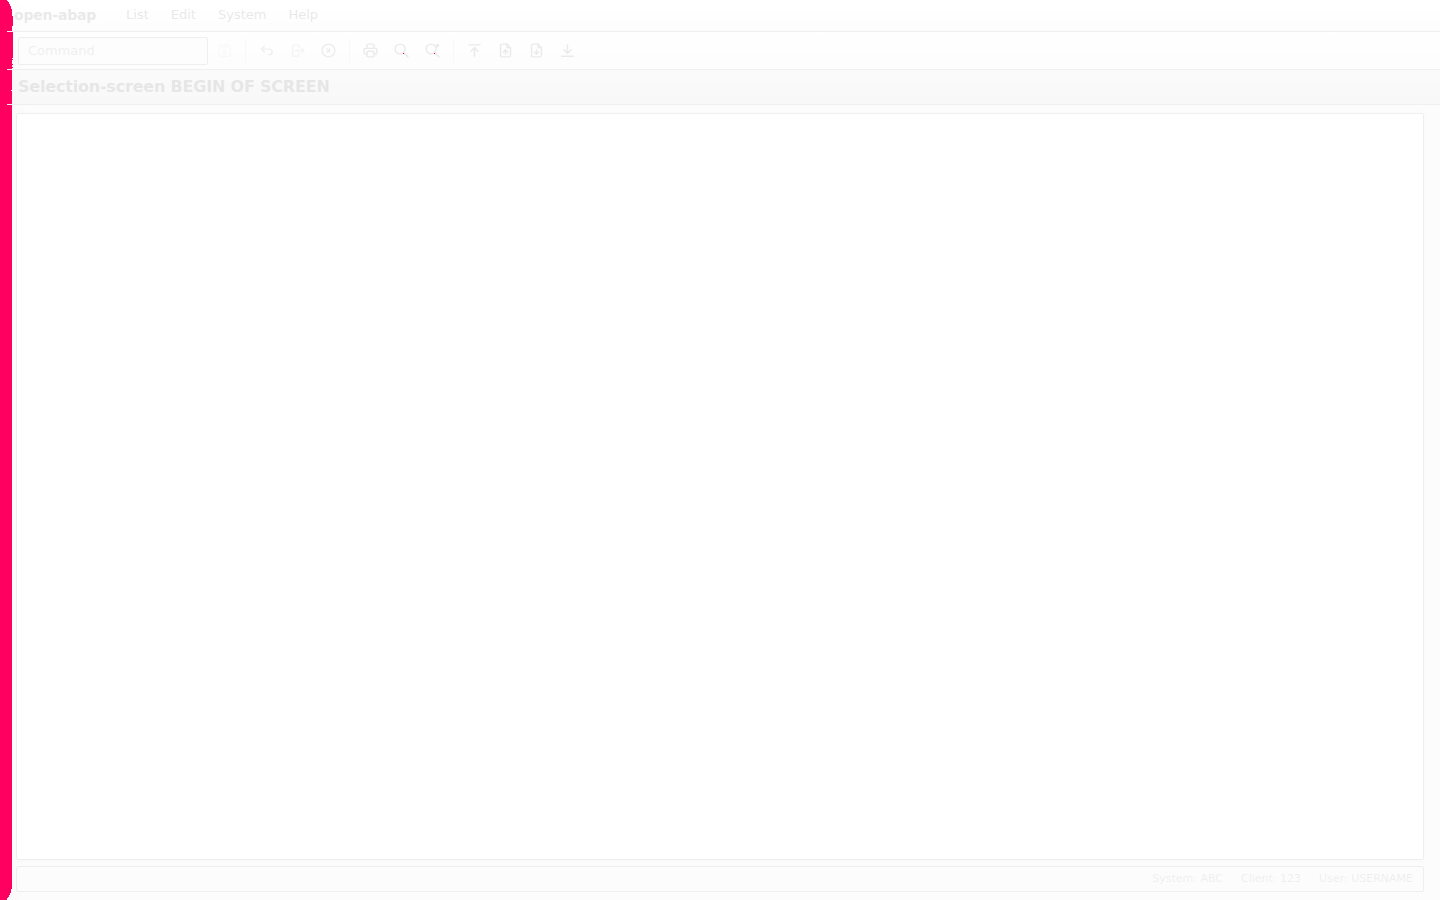 open-abap List Edit System Help
Command
Selection-screen BEGIN OF SCREEN
System: ABC Client: 123 User: USERNAME